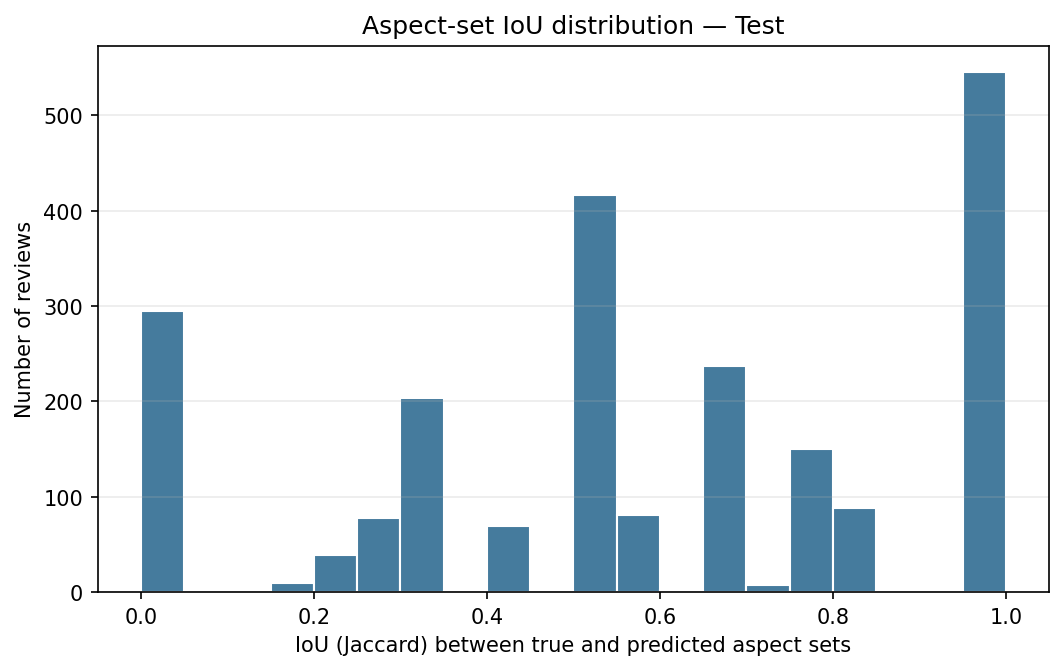 Aspect-set IoU distribution — Test
Number of reviews
500
400
300
200
100
0
0.0 0.2 0.4 0.6 0.8 1.0
IoU (Jaccard) between true and predicted aspect sets